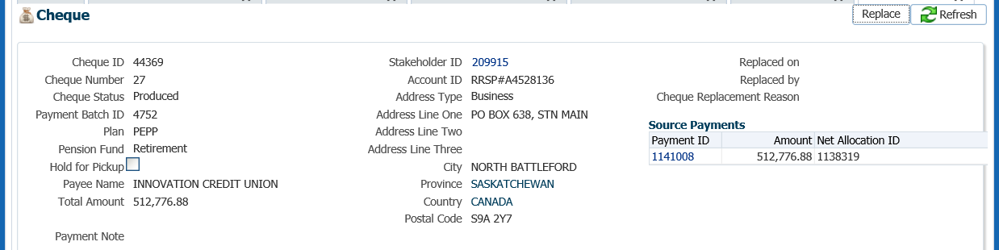 Cheque
Replace
Refresh
Cheque ID 44369
Cheque Number 27
Cheque Status Produced
Payment Batch ID 4752
Plan PEPP
Pension Fund Retirement
Hold for Pickup
Payee Name INNOVATION CREDIT UNION
Total Amount 512,776.88
Payment Note
Stakeholder ID 209915
Account ID RRSP#A4528136
Address Type Business
Address Line One PO BOX 638, STN MAIN
Address Line Two
Address Line Three
City NORTH BATTLEFORD
Province SASKATCHEWAN
Country CANADA
Postal Code S9A 2Y7
Replaced on
Replaced by
Cheque Replacement Reason
Source Payments
Payment ID Amount Net Allocation ID
1141008 512,776.88 1138319